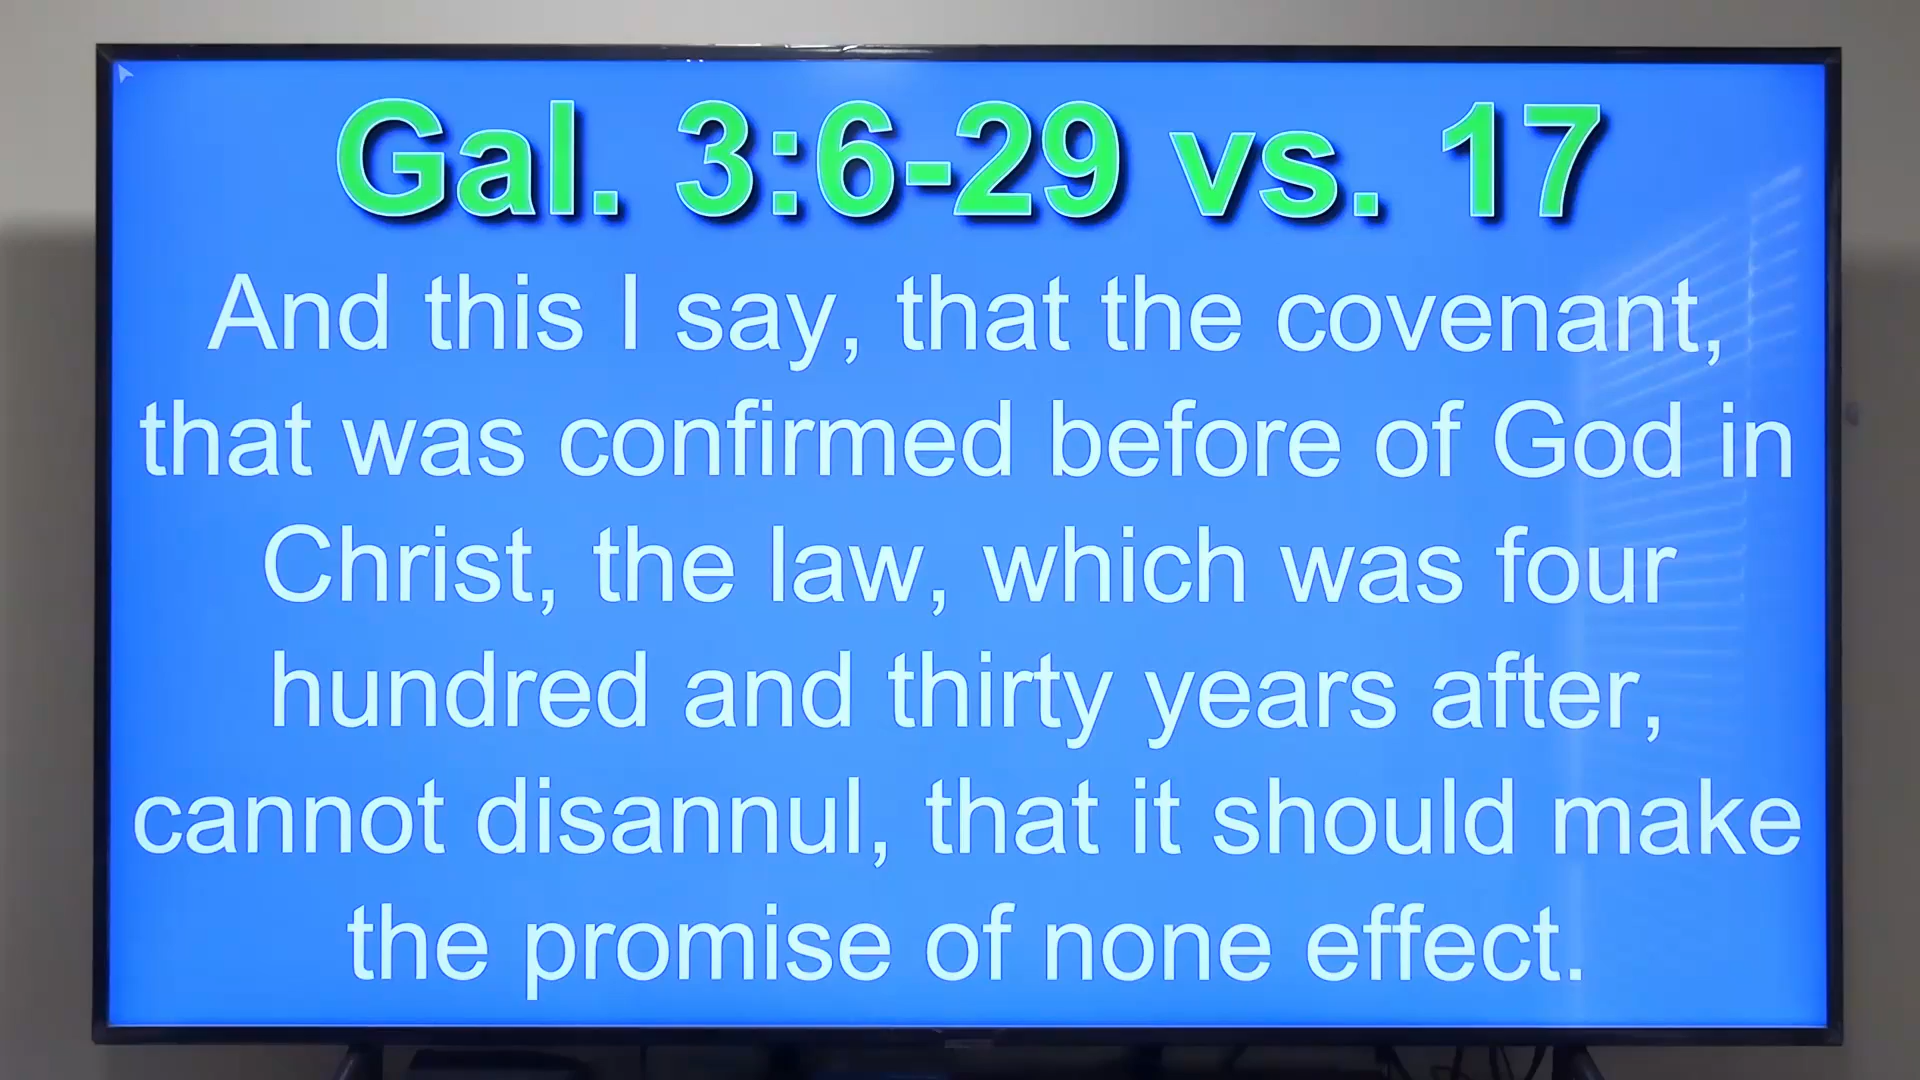 Gal. 3:6-29 vs. 17
And this I say, that the covenant,
that was confirmed before of God in
Christ, the law, which was four
hundred and thirty years after,
cannot disannul, that it should make
the promise of none effect.